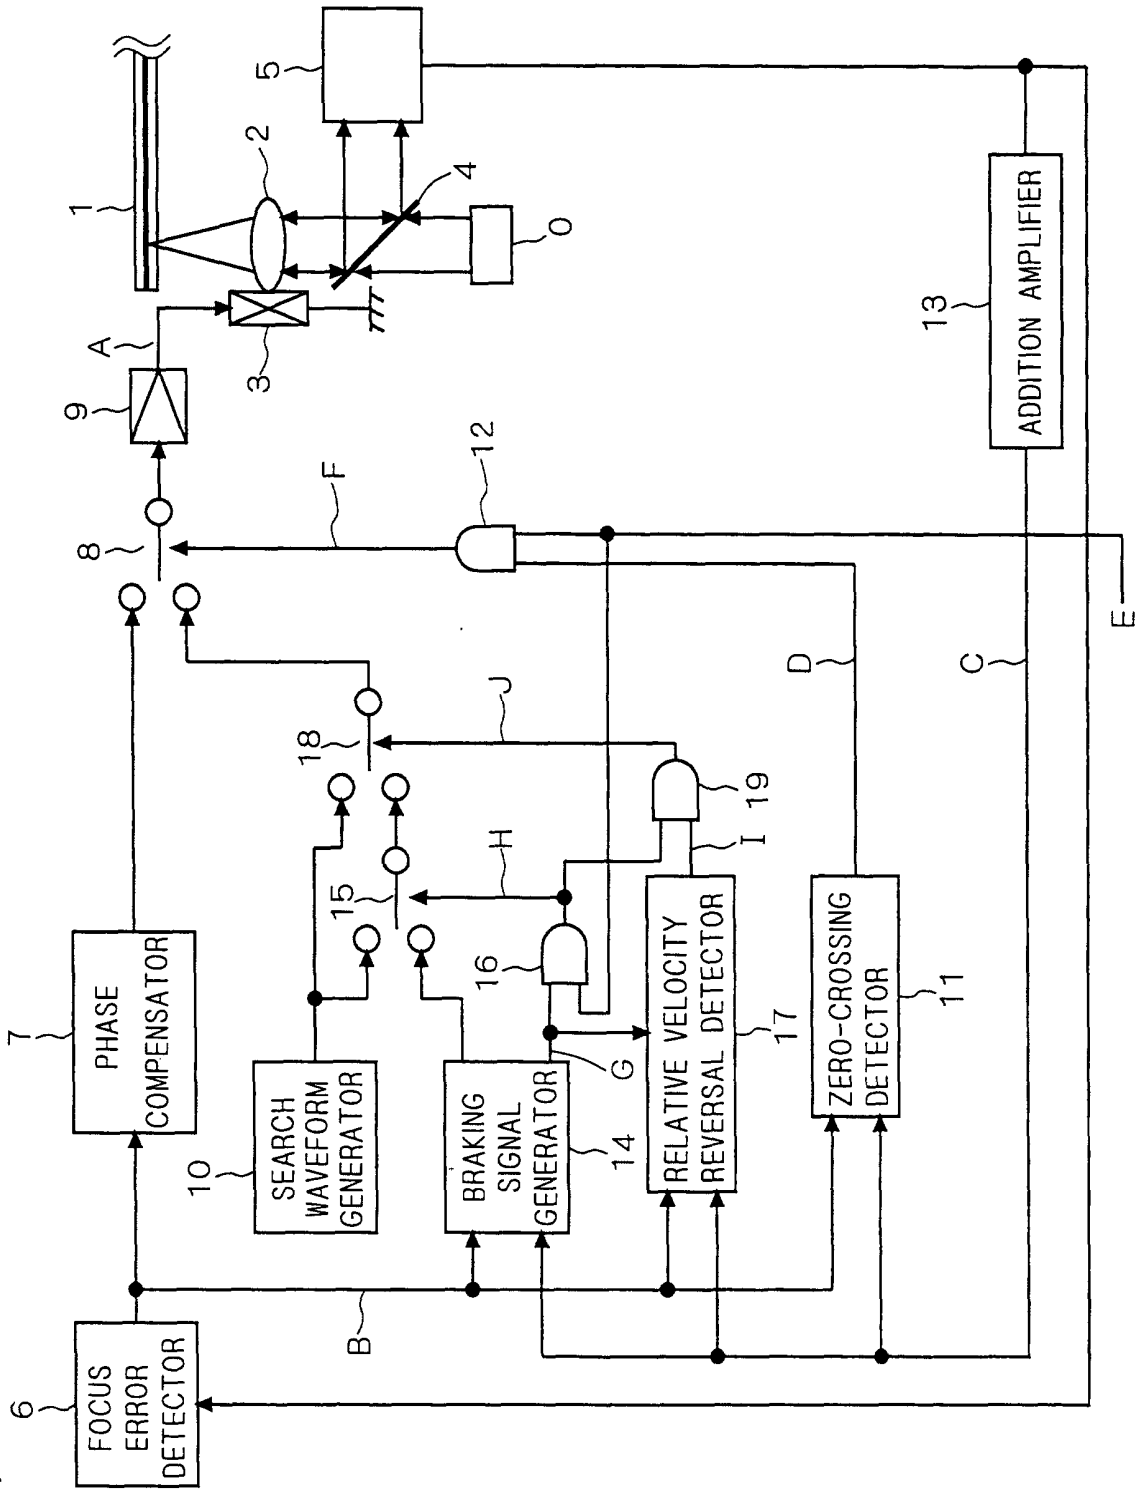 6
FOCUS
ERROR
DETECTOR
7
PHASE
COMPENSATOR
8
9
A
1
2
3
4
5
0
B
10
SEARCH
WAVEFORM
GENERATOR
15
18
F
12
BRAKING
SIGNAL
GENERATOR
14
16
H
J
G
19
I
RELATIVE VELOCITY
REVERSAL DETECTOR
17
ZERO-CROSSING
DETECTOR
11
D
C
E
13
ADDITION AMPLIFIER